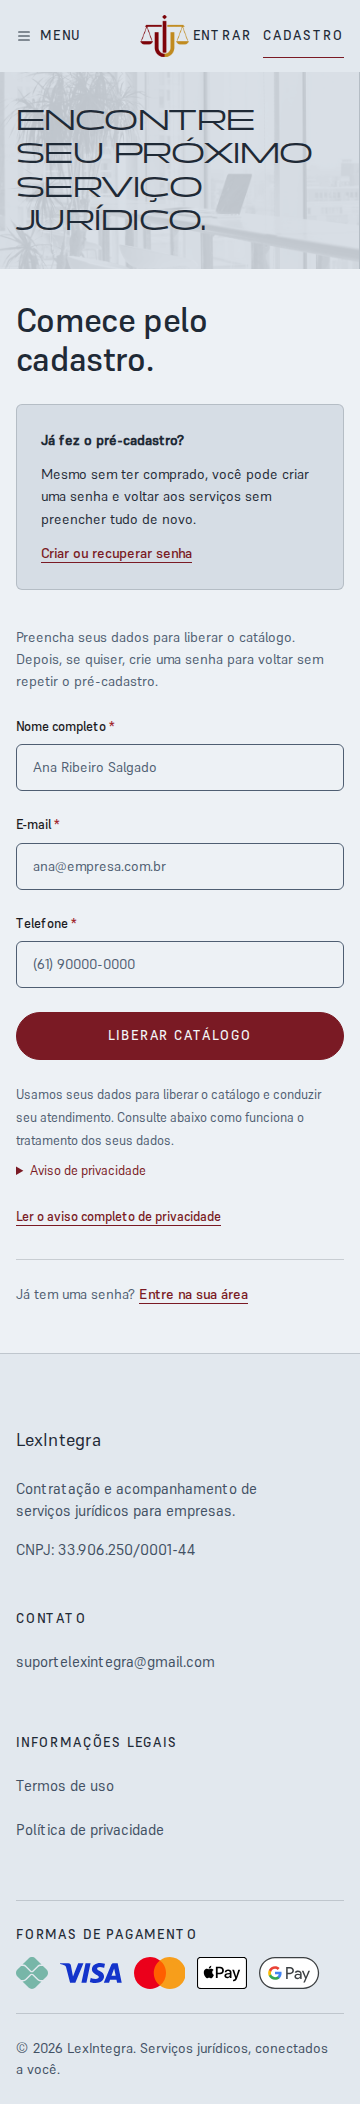 MENU
ENTRAR
CADASTRO
ENCONTRE
SEU PRÓXIMO
SERVIÇO
JURÍDICO.
Comece pelo
cadastro.
Já fez o pré-cadastro?
Mesmo sem ter comprado, você pode criar
uma senha e voltar aos serviços sem
preencher tudo de novo.
Criar ou recuperar senha
Preencha seus dados para liberar o catálogo.
Depois, se quiser, crie uma senha para voltar sem
repetir o pré-cadastro.
Nome completo *
Ana Ribeiro Salgado
E-mail *
ana@empresa.com.br
Telefone *
(61) 90000-0000
LIBERAR CATÁLOGO
Usamos seus dados para liberar o catálogo e conduzir
seu atendimento. Consulte abaixo como funciona o
tratamento dos seus dados.
Aviso de privacidade
Ler o aviso completo de privacidade
Já tem uma senha? Entre na sua área
LexIntegra
Contratação e acompanhamento de
serviços jurídicos para empresas.
CNPJ: 33.906.250/0001-44
CONTATO
suportelexintegra@gmail.com
INFORMAÇÕES LEGAIS
Termos de uso
Política de privacidade
FORMAS DE PAGAMENTO
VISA
Pay
G Pay
© 2026 LexIntegra. Serviços jurídicos, conectados
a você.